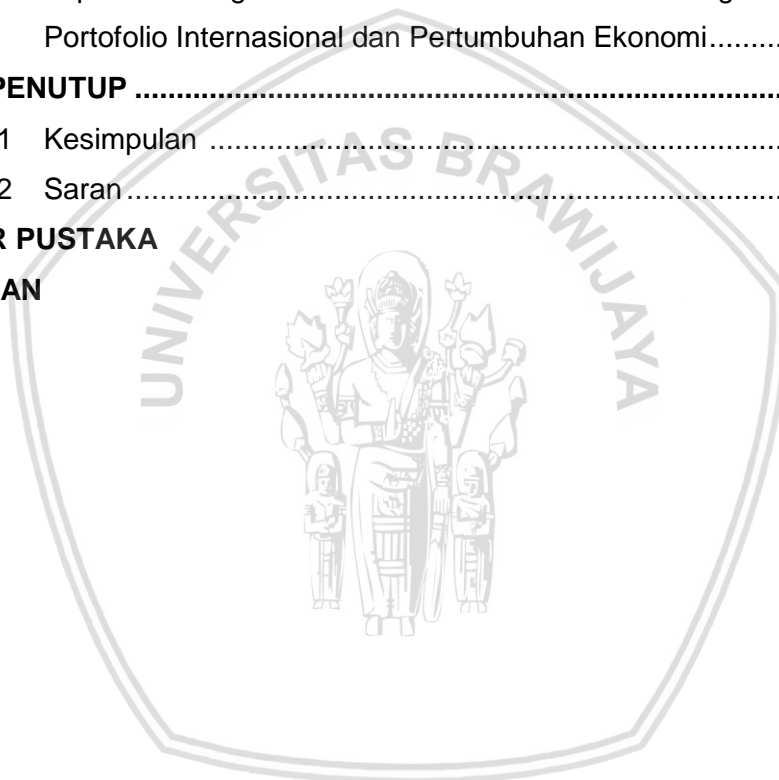 Portofolio Internasional dan Pertumbuhan Ekonomi.........
PENUTUP ................................................................................
1 Kesimpulan ......................................................................
2 Saran................................................................................
R PUSTAKA
AN
UNIVERSITAS BRAWIJAYA